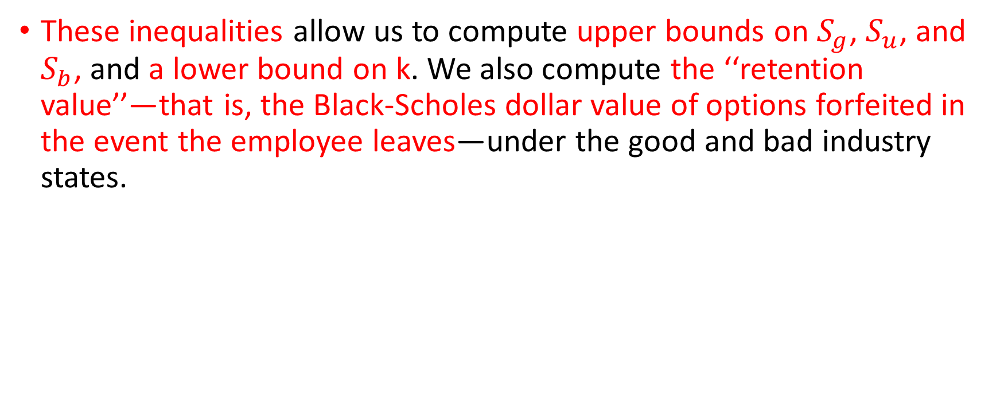 • These inequalities allow us to compute upper bounds on S_g, S_u, and
S_b, and a lower bound on k. We also compute the ‘‘retention
value’’—that is, the Black-Scholes dollar value of options forfeited in
the event the employee leaves—under the good and bad industry
states.